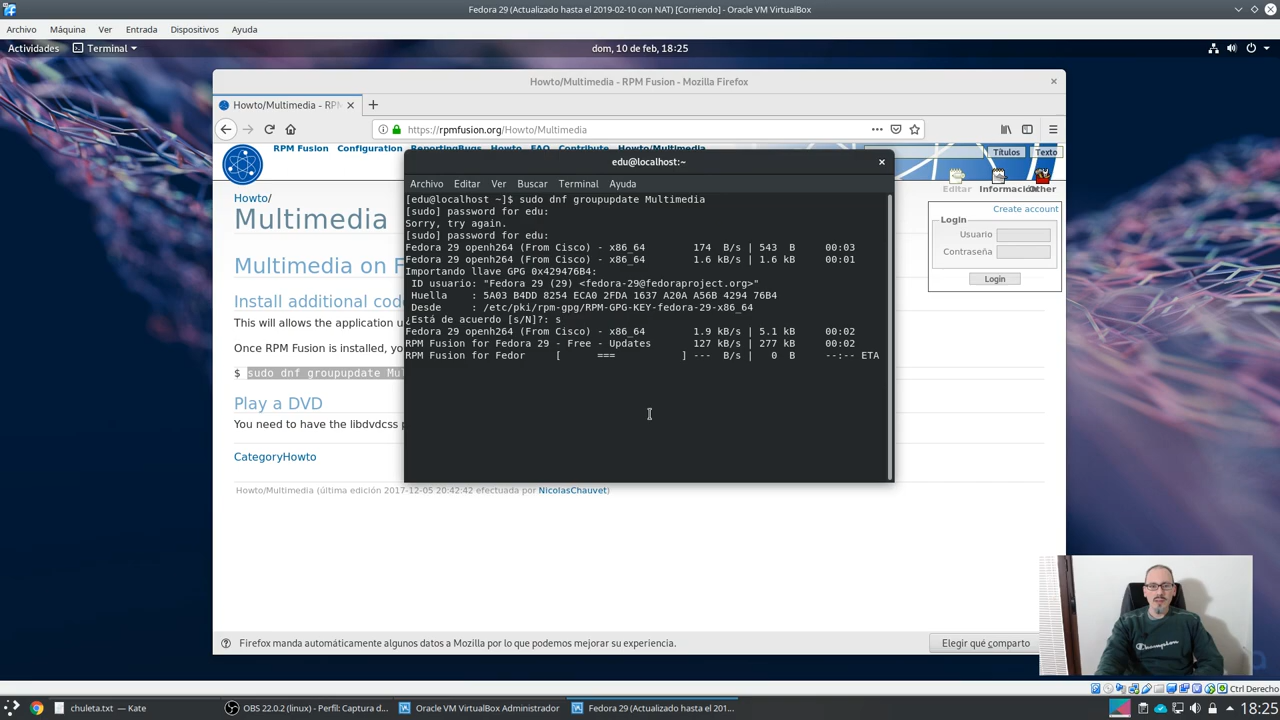 Fedora 29 (Actualizado hasta el 2019-02-10 con NAT) [Corriendo] - Oracle VM VirtualBox
Archivo Máquina Ver Entrada Dispositivos Ayuda
Actividades Terminal dom, 10 de feb, 18:25
Howto/Multimedia - RPM Fusion - Mozilla Firefox
Howto/Multimedia - RPM
https://rpmfusion.org/Howto/Multimedia
RPM Fusion Configuration ReportingBugs Howto FAQ Contribute Howto/Multimedia
Títulos Texto
Editar Información Other
Howto/
Multimedia
Create account
Login
Usuario
Contraseña
Login
Multimedia on F
Install additional cod
This will allows the application u
Once RPM Fusion is installed, yo
$ sudo dnf groupupdate Mul
Play a DVD
You need to have the libdvdcss p
CategoryHowto
Howto/Multimedia (última edición 2017-12-05 20:42:42 efectuada por NicolasChauvet)
edu@localhost:~
Archivo Editar Ver Buscar Terminal Ayuda
[edu@localhost ~]$ sudo dnf groupupdate Multimedia
[sudo] password for edu:
Sorry, try again.
[sudo] password for edu:
Fedora 29 openh264 (From Cisco) - x86_64 174 B/s | 543 B 00:03
Fedora 29 openh264 (From Cisco) - x86_64 1.6 kB/s | 1.6 kB 00:01
Importando llave GPG 0x429476B4:
ID usuario: "Fedora 29 (29) <fedora-29@fedoraproject.org>"
Huella : 5A03 B4DD 8254 ECA0 2FDA 1637 A20A A56B 4294 76B4
Desde : /etc/pki/rpm-gpg/RPM-GPG-KEY-fedora-29-x86_64
¿Está de acuerdo [s/N]?: s
Fedora 29 openh264 (From Cisco) - x86_64 1.9 kB/s | 5.1 kB 00:02
RPM Fusion for Fedora 29 - Free - Updates 127 kB/s | 277 kB 00:02
RPM Fusion for Fedor [ === ] --- B/s | 0 B --:-- ETA
Firefox manda automáticamente algunos datos a Mozilla por lo que podemos mejorar su experiencia.
Elegir qué comparto
Champion
Ctrl Derecho
chuleta.txt — Kate
OBS 22.0.2 (linux) - Perfil: Captura d...
Oracle VM VirtualBox Administrador
Fedora 29 (Actualizado hasta el 201...
18:25